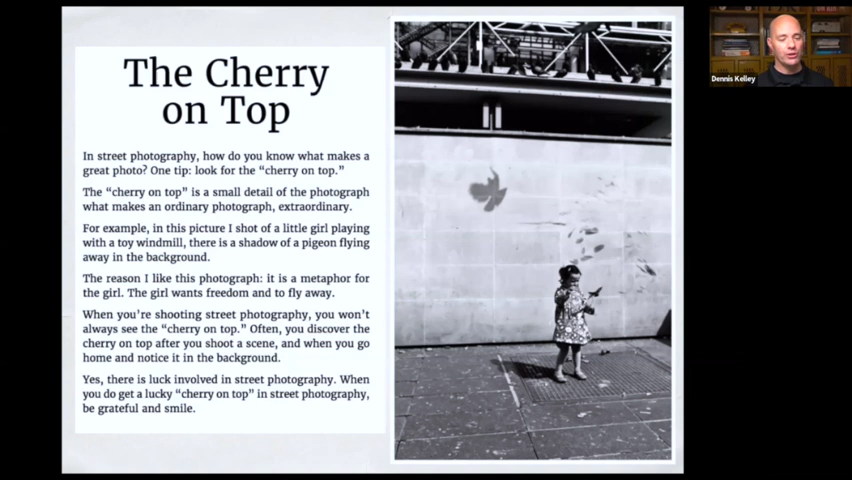 The Cherry
on Top
In street photography, how do you know what makes a
great photo? One tip: look for the “cherry on top.”
The “cherry on top” is a small detail of the photograph
what makes an ordinary photograph, extraordinary.
For example, in this picture I shot of a little girl playing
with a toy windmill, there is a shadow of a pigeon flying
away in the background.
The reason I like this photograph: it is a metaphor for
the girl. The girl wants freedom and to fly away.
When you’re shooting street photography, you won’t
always see the “cherry on top.” Often, you discover the
cherry on top after you shoot a scene, and when you go
home and notice it in the background.
Yes, there is luck involved in street photography. When
you do get a lucky “cherry on top” in street photography,
be grateful and smile.
Dennis Kelley